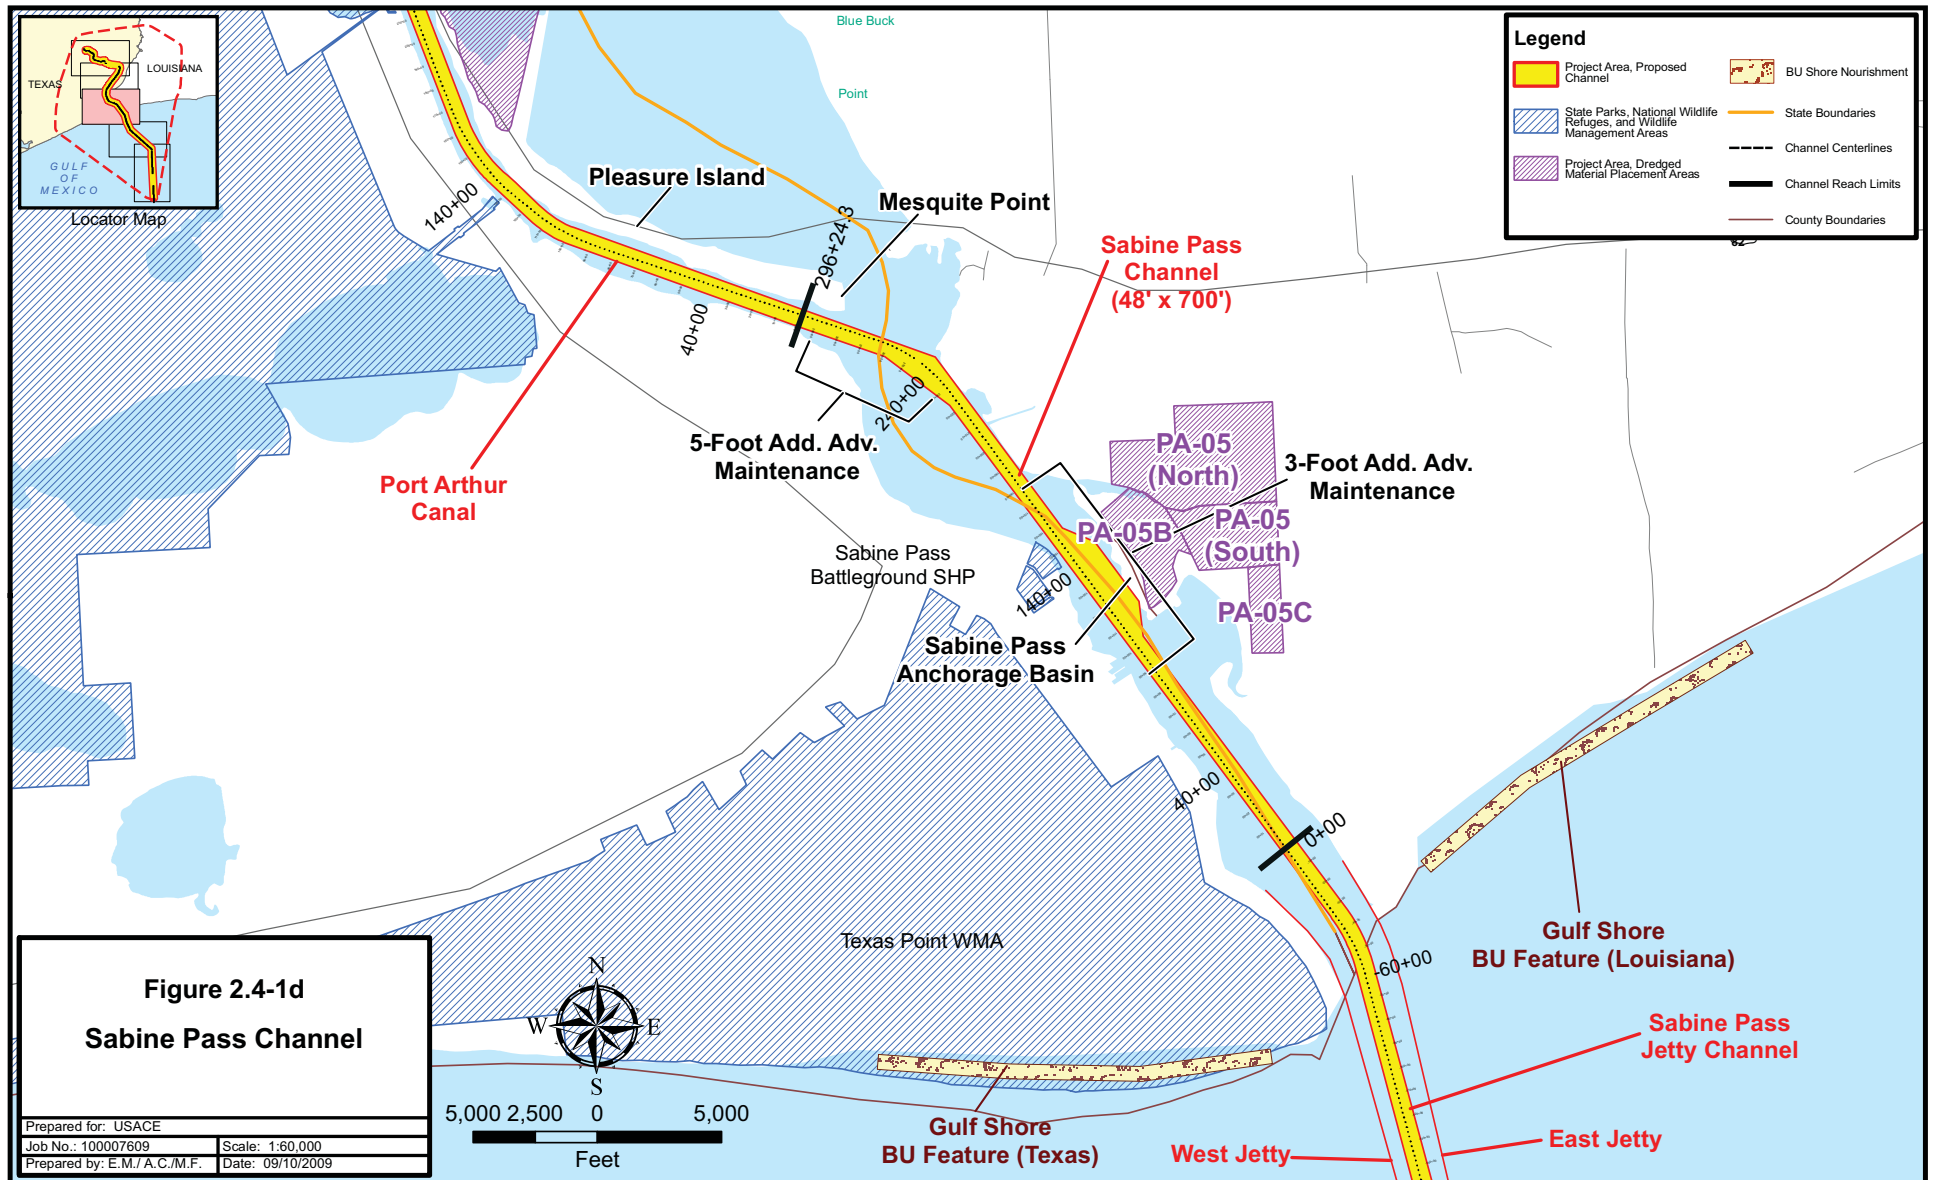 Blue Buck
Point
TEXAS
LOUISIANA
GULF
OF
MEXICO
Locator Map
Legend
Project Area, Proposed
Channel
State Parks, National Wildlife
Refuges, and Wildlife
Management Areas
Project Area, Dredged
Material Placement Areas
BU Shore Nourishment
State Boundaries
Channel Centerlines
Channel Reach Limits
County Boundaries
Pleasure Island
Mesquite Point
140+00
296+24.3
Sabine Pass
Channel
(48' x 700')
40+00
240+00
5-Foot Add. Adv.
Maintenance
Port Arthur
Canal
PA-05
(North)
3-Foot Add. Adv.
Maintenance
PA-05B
PA-05
(South)
PA-05C
Sabine Pass
Battleground SHP
140+00
Sabine Pass
Anchorage Basin
40+00
0+00
Texas Point WMA
-60+00
Gulf Shore
BU Feature (Louisiana)
Sabine Pass
Jetty Channel
Gulf Shore
BU Feature (Texas)
West Jetty
East Jetty
N
W
E
S
5,000 2,500 0 5,000
Feet
Figure 2.4-1d
Sabine Pass Channel
Prepared for: USACE
Job No.: 100007609
Scale: 1:60,000
Prepared by: E.M./ A.C./M.F.
Date: 09/10/2009